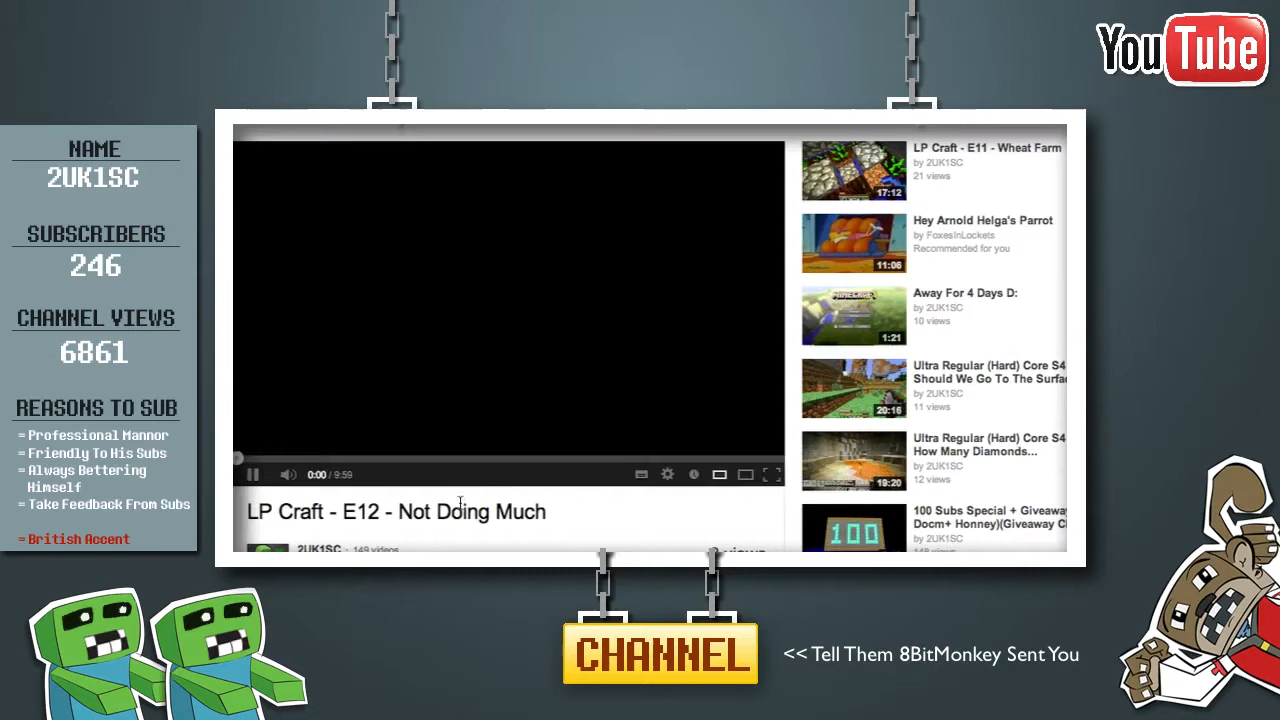 You Tube
NAME
2UK1SC
SUBSCRIBERS
246
CHANNEL VIEWS
6861
REASONS TO SUB
= Professional Mannor
= Friendly To His Subs
= Always Bettering
Himself
= Take Feedback From Subs
= British Accent
0:00 / 9:59
LP Craft - E12 - Not Doing Much
2UK1SC · 149 videos
views
17:12
LP Craft - E11 - Wheat Farm
by 2UK1SC
21 views
11:06
Hey Arnold Helga's Parrot
by FoxesInLockets
Recommended for you
MINECRAFT
1:21
Away For 4 Days D:
by 2UK1SC
10 views
20:16
Ultra Regular (Hard) Core S4
Should We Go To The Surfa
by 2UK1SC
11 views
19:20
Ultra Regular (Hard) Core S4
How Many Diamonds...
by 2UK1SC
12 views
100
100 Subs Special + Giveaway
Docm+ Honney)(Giveaway C
by 2UK1SC
CHANNEL
<< Tell Them 8BitMonkey Sent You